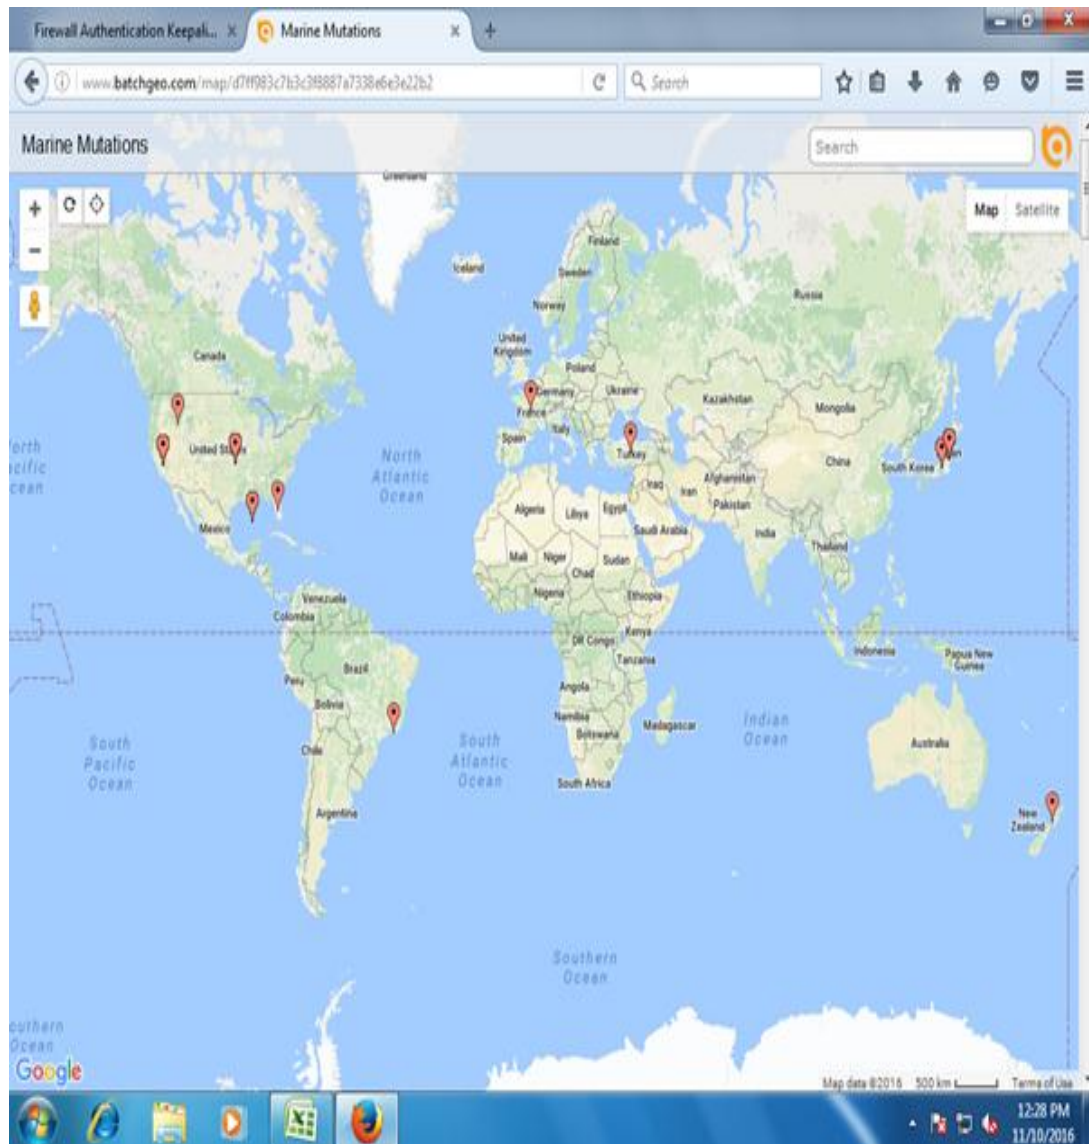 Firewall Authentication Keepali... × Marine Mutations × +
www.batchgeo.com/map/d7ff983c7b3c3f8887a7338e6e3e22b2 Search
Marine Mutations Search
+
−
Map Satellite
Greenland
Iceland
Finland
Sweden
Norway
Russia
United Kingdom
Canada
Poland
Germany
Ukraine
Kazakhstan
Mongolia
France
Spain
Italy
Turkey
United States
North Atlantic Ocean
China
South Korea
Iraq
Iran
Afghanistan
Pakistan
Algeria
Libya
Egypt
Saudi Arabia
India
Thailand
Mexico
Mali
Niger
Chad
Sudan
Nigeria
Ethiopia
Venezuela
Colombia
DR Congo
Kenya
Tanzania
Indonesia
Papua New Guinea
Brazil
Peru
Bolivia
Angola
Namibia
Botswana
Madagascar
Indian Ocean
Australia
South Pacific Ocean
Chile
South Atlantic Ocean
South Africa
Argentina
New Zealand
Southern Ocean
Google
Map data ©2016 500 km Terms of Use
12:28 PM
11/10/2016